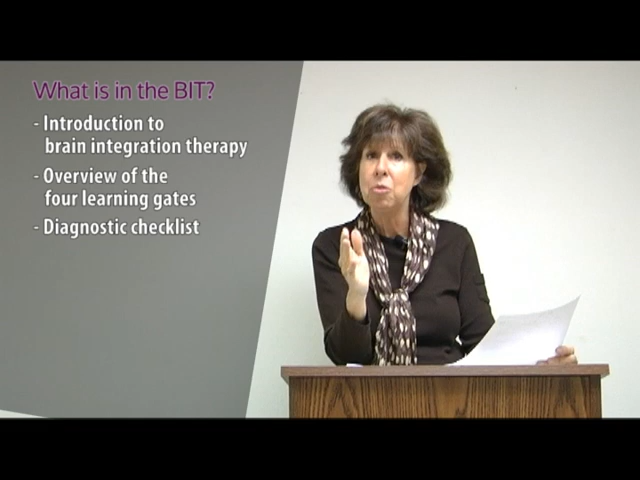 What is in the BIT?
- Introduction to
brain integration therapy
- Overview of the
four learning gates
- Diagnostic checklist